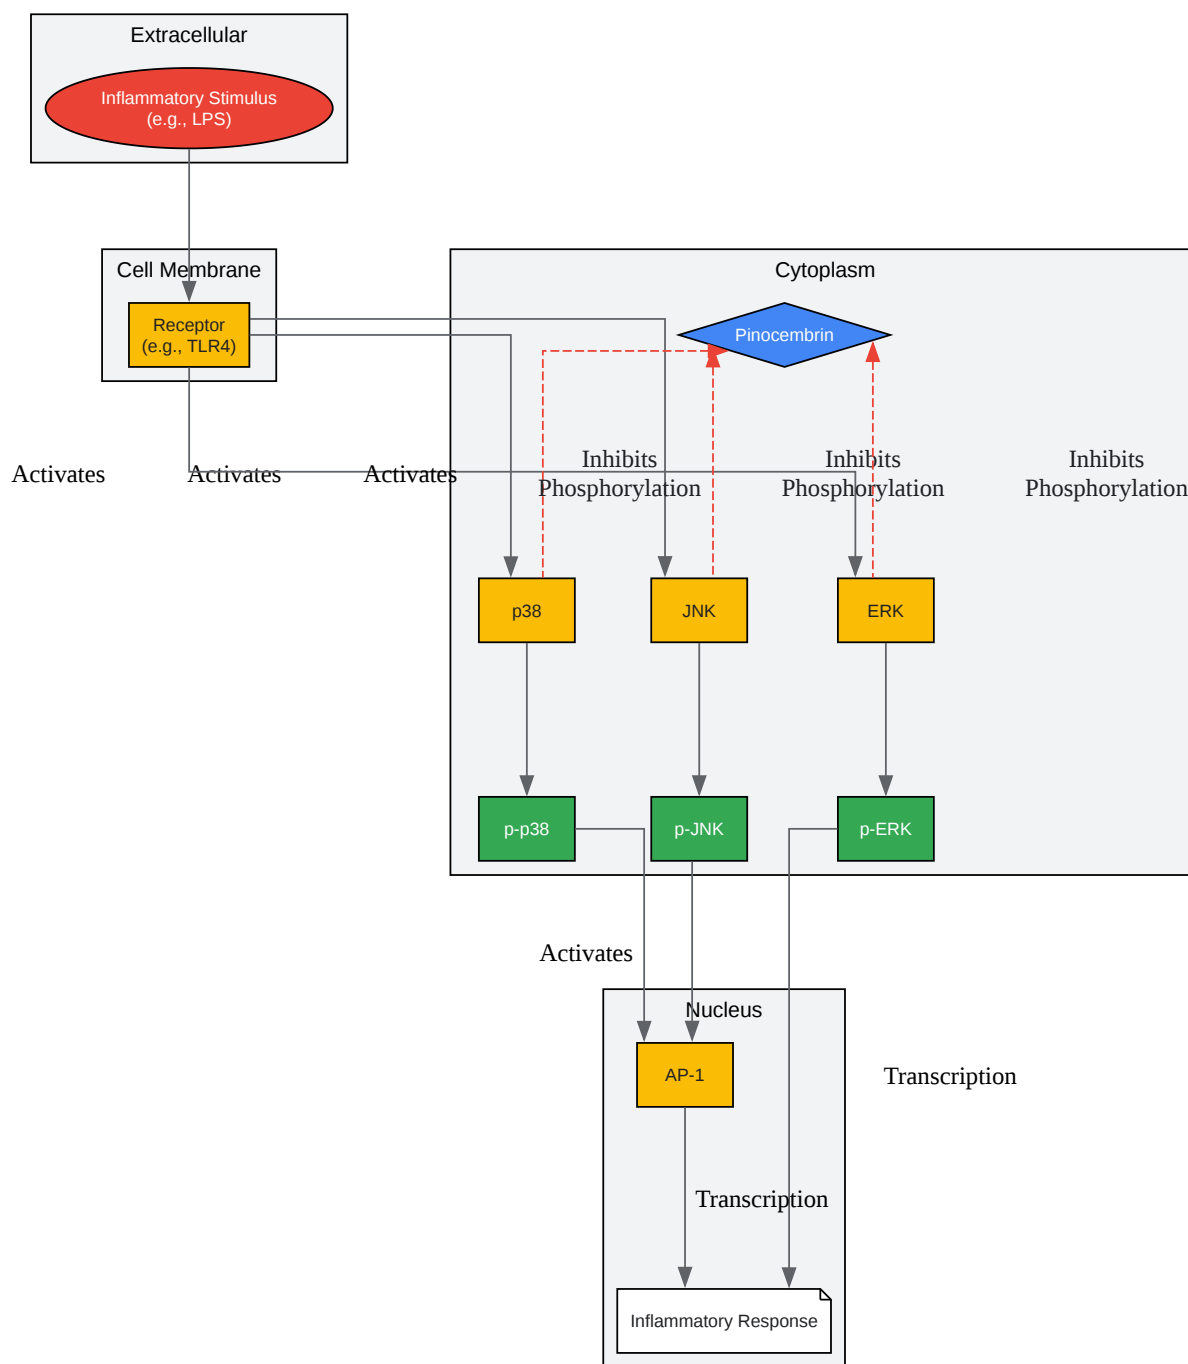 Extracellular
Inflammatory Stimulus
(e.g., LPS)
Cell Membrane
Receptor
(e.g., TLR4)
Cytoplasm
Pinocembrin
Activates
Activates
Activates
Inhibits
Phosphorylation
Inhibits
Phosphorylation
Inhibits
Phosphorylation
p38
JNK
ERK
p-p38
p-JNK
p-ERK
Activates
Nucleus
AP-1
Transcription
Transcription
Inflammatory Response